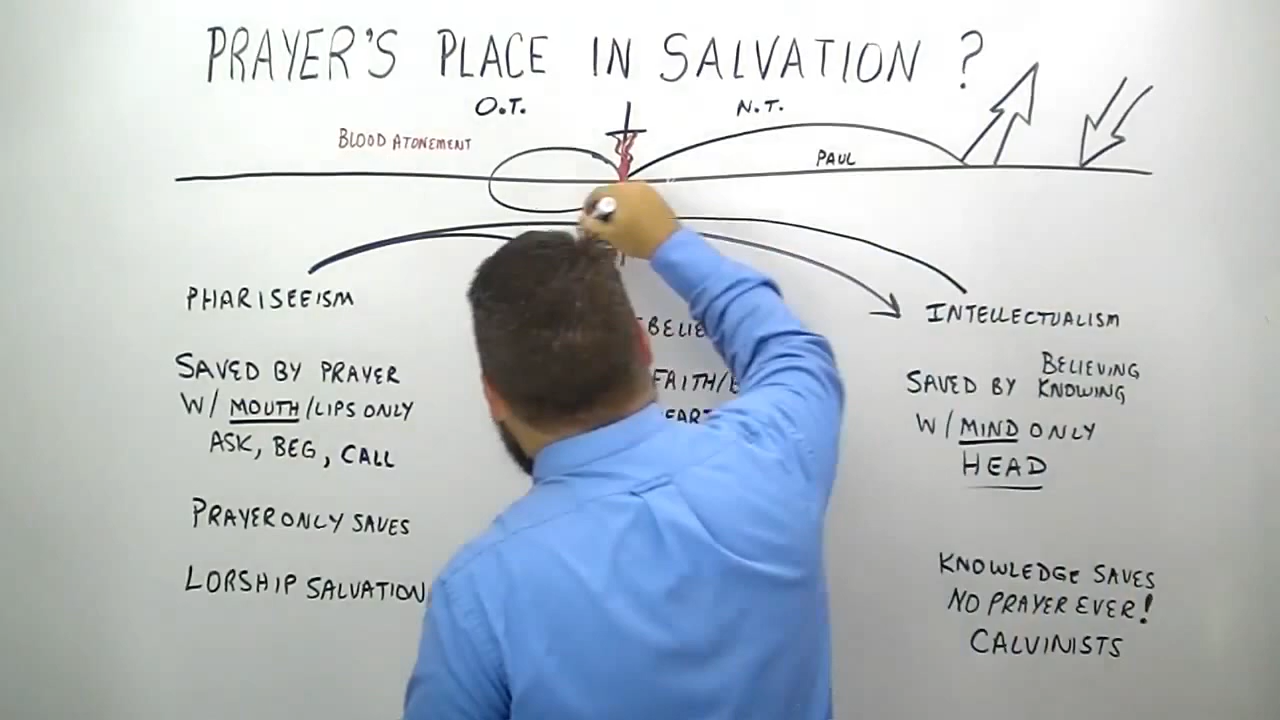 PRAYER'S PLACE IN SALVATION ?
O.T.
N.T.
BLOOD ATONEMENT
PAUL
PHARISEEISM
SAVED BY PRAYER
W/ MOUTH/LIPS ONLY
ASK, BEG, CALL
PRAYER ONLY SAVES
LORSHIP SALVATION
FAITH/
INTELLECTUALISM
BELIEVING
SAVED BY KNOWING
W/ MIND ONLY
HEAD
KNOWLEDGE SAVES
NO PRAYER EVER!
CALVINISTS